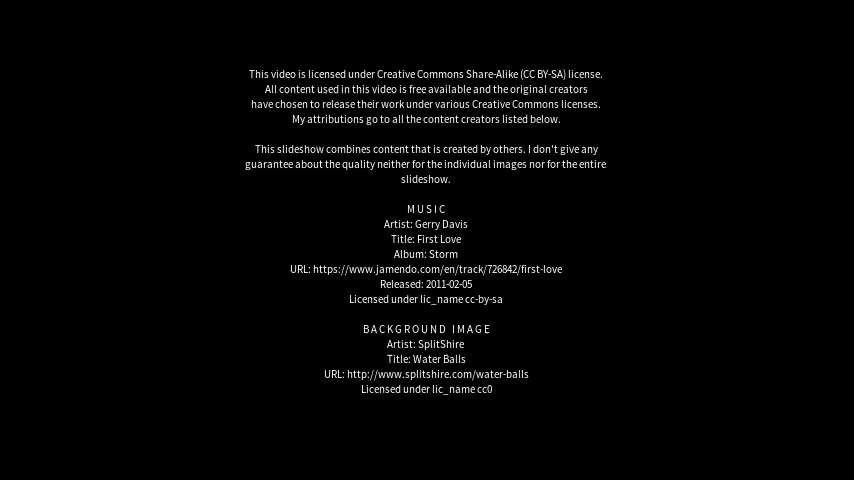 This video is licensed under Creative Commons Share-Alike (CC BY-SA) license.
All content used in this video is free available and the original creators
have chosen to release their work under various Creative Commons licenses.
My attributions go to all the content creators listed below.
This slideshow combines content that is created by others. I don't give any
guarantee about the quality neither for the individual images nor for the entire
slideshow.
MUSIC
Artist: Gerry Davis
Title: First Love
Album: Storm
URL: https://www.jamendo.com/en/track/726842/first-love
Released: 2011-02-05
Licensed under lic_name cc-by-sa
BACKGROUND IMAGE
Artist: SplitShire
Title: Water Balls
URL: http://www.splitshire.com/water-balls
Licensed under lic_name cc0